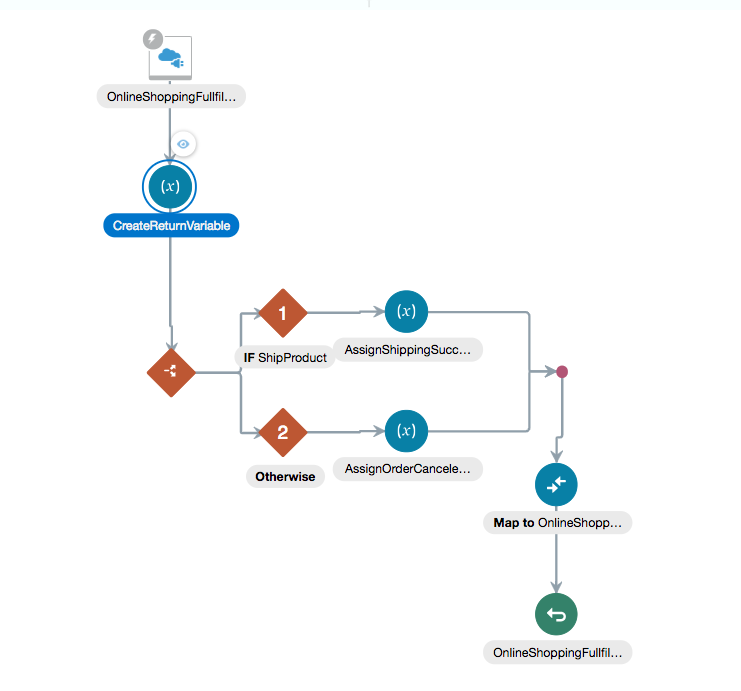 OnlineShoppingFullfil...
(x)
CreateReturnVariable
1
(x)
IF ShipProduct
AssignShippingSucc...
2
(x)
Otherwise
AssignOrderCancele...
Map to OnlineShopp...
OnlineShoppingFullfil...